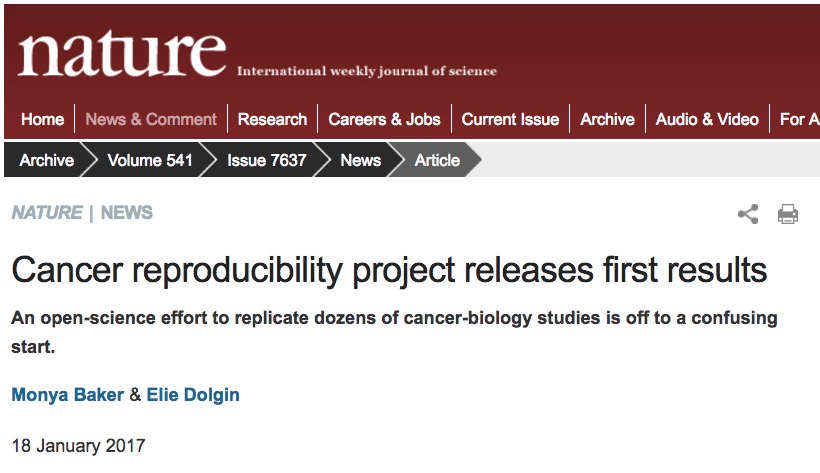 nature International weekly journal of science
Home News & Comment Research Careers & Jobs Current Issue Archive Audio & Video For A
Archive Volume 541 Issue 7637 News Article
NATURE | NEWS
Cancer reproducibility project releases first results
An open-science effort to replicate dozens of cancer-biology studies is off to a confusing
start.
Monya Baker & Elie Dolgin
18 January 2017